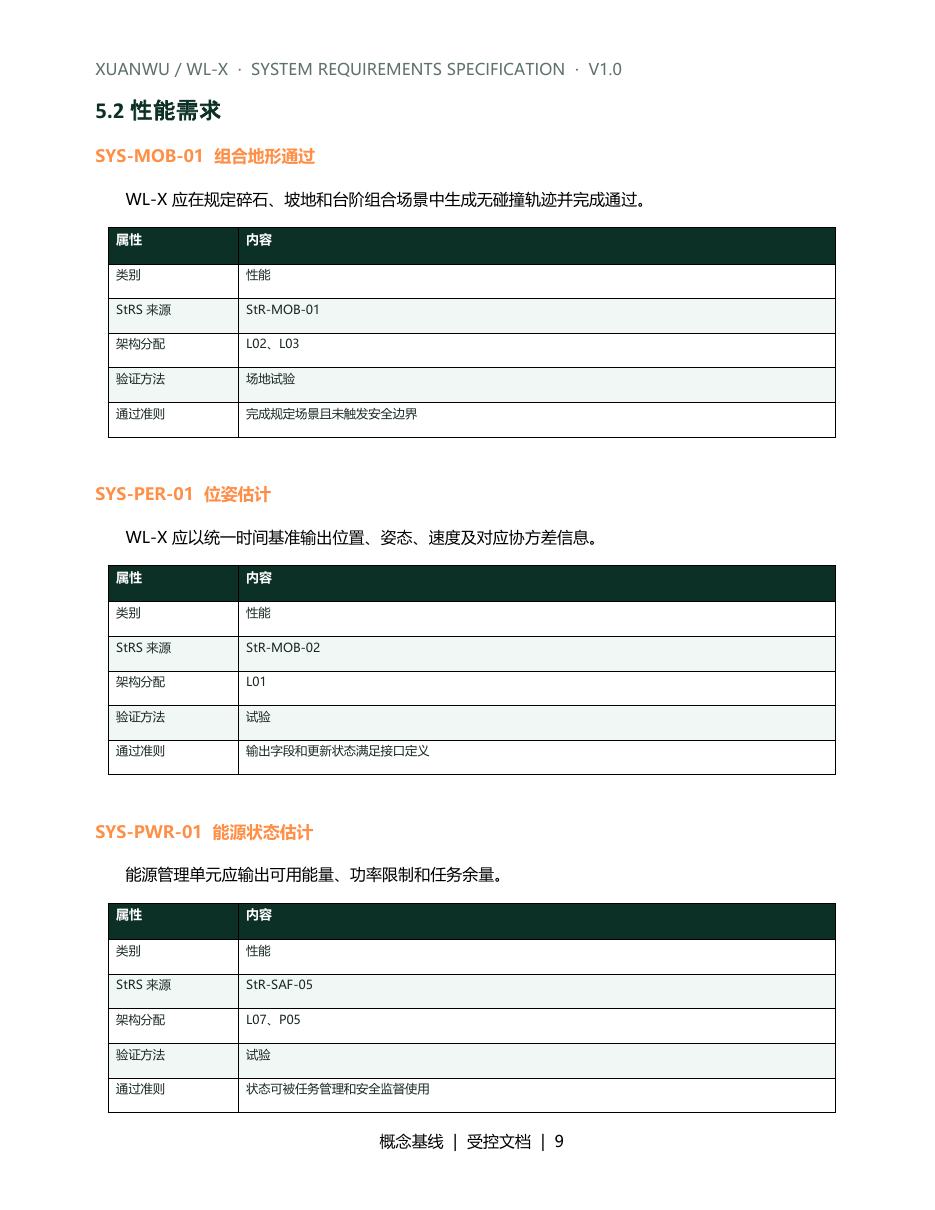 XUANWU / WL-X · SYSTEM REQUIREMENTS SPECIFICATION · V1.0
5.2 性能需求
SYS-MOB-01 组合地形通过
WL-X 应在规定碎石、坡地和台阶组合场景中生成无碰撞轨迹并完成通过。
属性 内容
类别 性能
StRS 来源 StR-MOB-01
架构分配 L02、L03
验证方法 场地试验
通过准则 完成规定场景且未触发安全边界
SYS-PER-01 位姿估计
WL-X 应以统一时间基准输出位置、姿态、速度及对应协方差信息。
属性 内容
类别 性能
StRS 来源 StR-MOB-02
架构分配 L01
验证方法 试验
通过准则 输出字段和更新状态满足接口定义
SYS-PWR-01 能源状态估计
能源管理单元应输出可用能量、功率限制和任务余量。
属性 内容
类别 性能
StRS 来源 StR-SAF-05
架构分配 L07、P05
验证方法 试验
通过准则 状态可被任务管理和安全监督使用
概念基线 | 受控文档 | 9